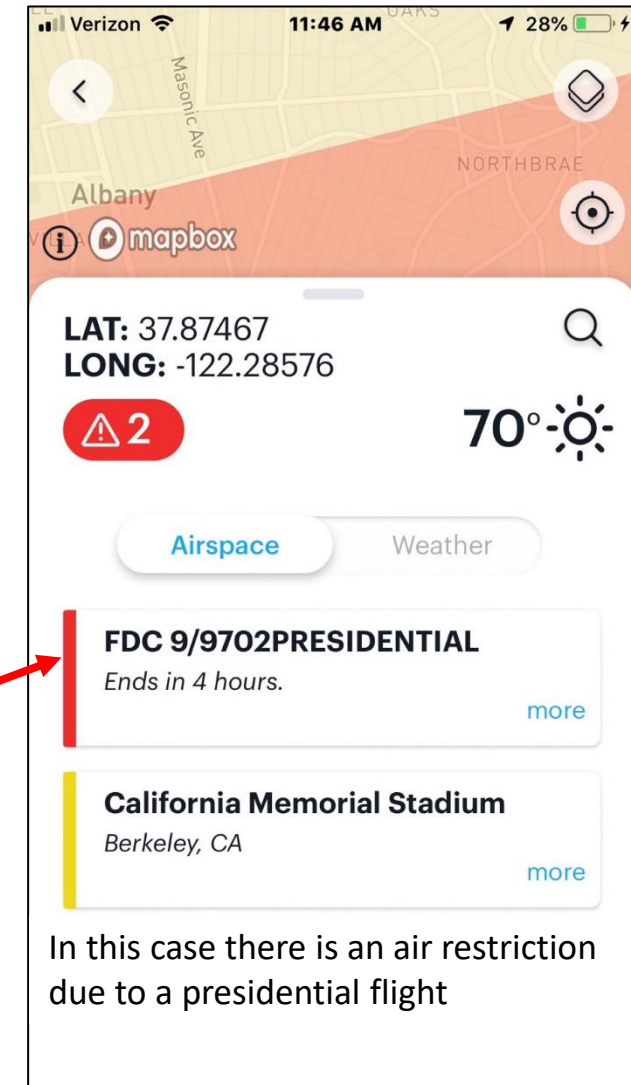 OAKS
Verizon 11:46 AM 28%
Masonic Ave
NORTHBRAE
Albany
mapbox
LAT: 37.87467
LONG: -122.28576
2
70°
Airspace Weather
FDC 9/9702PRESIDENTIAL
Ends in 4 hours.
more
California Memorial Stadium
Berkeley, CA
more
In this case there is an air restriction
due to a presidential flight